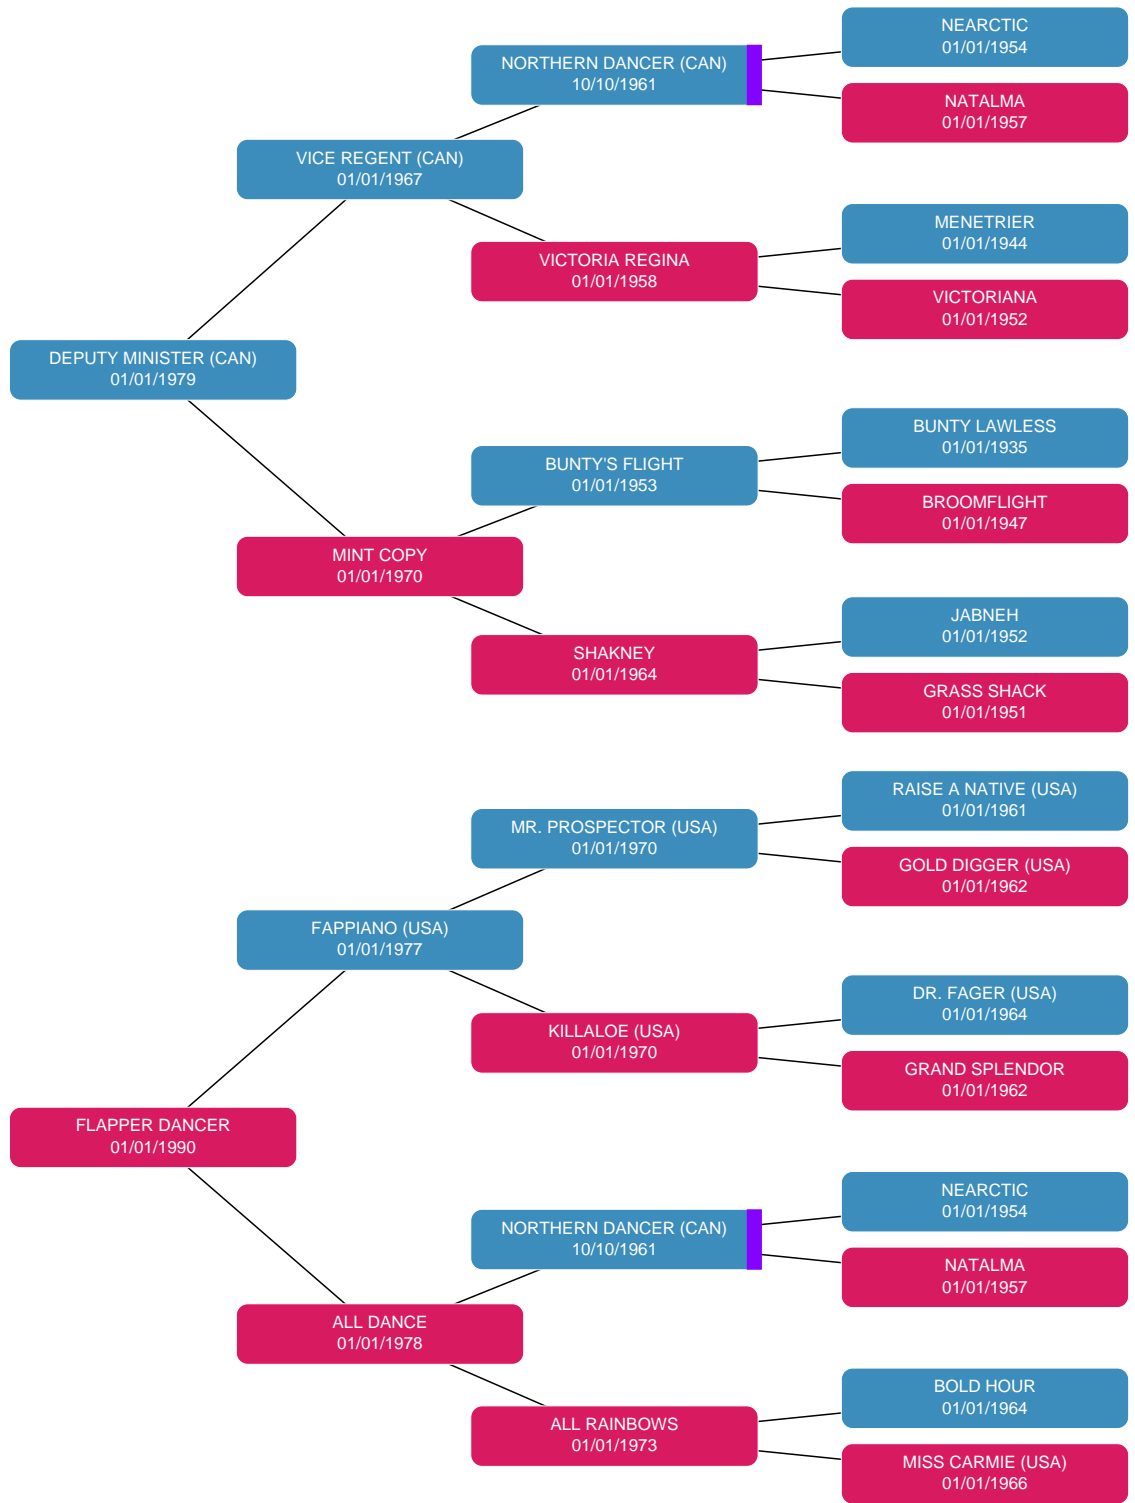 NEARCTIC
01/01/1954
NORTHERN DANCER (CAN)
10/10/1961
NATALMA
01/01/1957
VICE REGENT (CAN)
01/01/1967
MENETRIER
01/01/1944
VICTORIA REGINA
01/01/1958
VICTORIANA
01/01/1952
DEPUTY MINISTER (CAN)
01/01/1979
BUNTY LAWLESS
01/01/1935
BUNTY'S FLIGHT
01/01/1953
BROOMFLIGHT
01/01/1947
MINT COPY
01/01/1970
JABNEH
01/01/1952
SHAKNEY
01/01/1964
GRASS SHACK
01/01/1951
RAISE A NATIVE (USA)
01/01/1961
MR. PROSPECTOR (USA)
01/01/1970
GOLD DIGGER (USA)
01/01/1962
FAPPIANO (USA)
01/01/1977
DR. FAGER (USA)
01/01/1964
KILLALOE (USA)
01/01/1970
GRAND SPLENDOR
01/01/1962
FLAPPER DANCER
01/01/1990
NEARCTIC
01/01/1954
NORTHERN DANCER (CAN)
10/10/1961
NATALMA
01/01/1957
ALL DANCE
01/01/1978
BOLD HOUR
01/01/1964
ALL RAINBOWS
01/01/1973
MISS CARMIE (USA)
01/01/1966